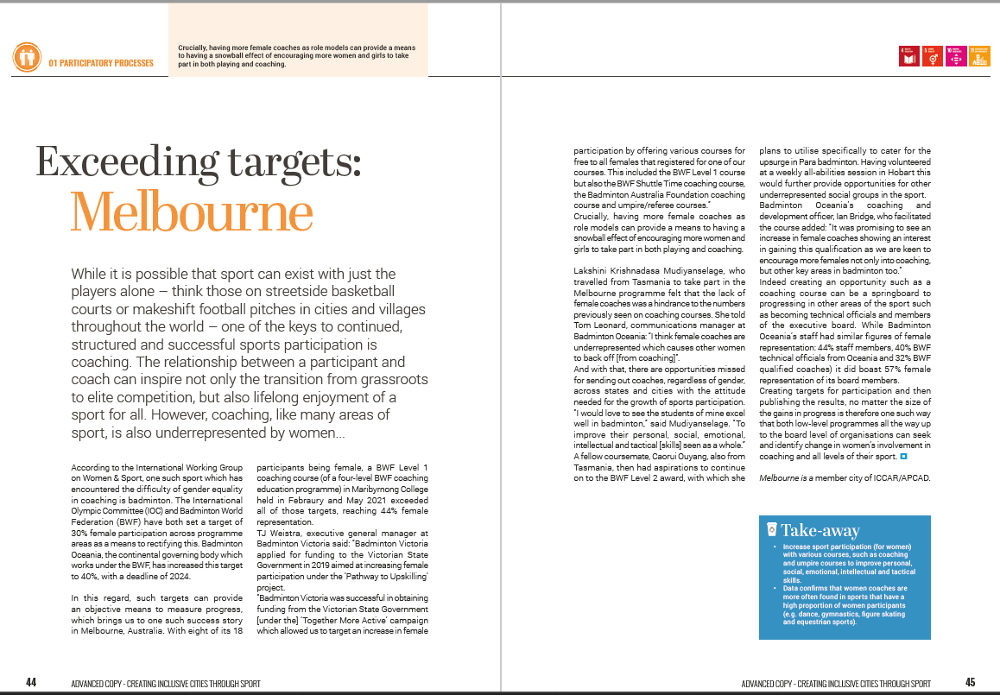 01 PARTICIPATORY PROCESSES
Crucially, having more female coaches as role models can provide a means
to having a snowball effect of encouraging more women and girls to take
part in both playing and coaching.
Exceeding targets:
Melbourne
While it is possible that sport can exist with just the
players alone – think those on streetside basketball
courts or makeshift football pitches in cities and villages
throughout the world – one of the keys to continued,
structured and successful sports participation is
coaching. The relationship between a participant and
coach can inspire not only the transition from grassroots
to elite competition, but also lifelong enjoyment of a
sport for all. However, coaching, like many areas of
sport, is also underrepresented by women...
According to the International Working Group
on Women & Sport, one such sport which has
encountered the difficulty of gender equality
in coaching is badminton. The International
Olympic Committee (IOC) and Badminton World
Federation (BWF) have both set a target of
30% female participation across programme
areas as a means to rectifying this. Badminton
Oceania, the continental governing body which
works under the BWF, has increased this target
to 40%, with a deadline of 2024.
In this regard, such targets can provide
an objective means to measure progress,
which brings us to one such success story
in Melbourne, Australia. With eight of its 18
participants being female, a BWF Level 1
coaching course (of a four-level BWF coaching
education programme) in Maribyrnong College
held in Febraury and May 2021 exceeded
all of those targets, reaching 44% female
representation.
TJ Weistra, executive general manager at
Badminton Victoria said: "Badminton Victoria
applied for funding to the Victorian State
Government in 2019 aimed at increasing female
participation under the 'Pathway to Upskilling'
project.
"Badminton Victoria was successful in obtaining
funding from the Victorian State Government
[under the] 'Together More Active' campaign
which allowed us to target an increase in female
44
ADVANCED COPY - CREATING INCLUSIVE CITIES THROUGH SPORT
participation by offering various courses for
free to all females that registered for one of our
courses. This included the BWF Level 1 course
but also the BWF Shuttle Time coaching course,
the Badminton Australia Foundation coaching
course and umpire/referee courses."
Crucially, having more female coaches as
role models can provide a means to having a
snowball effect of encouraging more women and
girls to take part in both playing and coaching.
Lakshini Krishnadasa Mudiyanselage, who
travelled from Tasmania to take part in the
Melbourne programme felt that the lack of
female coaches was a hindrance to the numbers
previously seen on coaching courses. She told
Tom Leonard, communications manager at
Badminton Oceania: "I think female coaches are
underrepresented which causes other women
to back off [from coaching]".
And with that, there are opportunities missed
for sending out coaches, regardless of gender,
across states and cities with the attitude
needed for the growth of sports participation.
"I would love to see the students of mine excel
well in badminton," said Mudiyanselage. "To
improve their personal, social, emotional,
intellectual and tactical [skills] seen as a whole."
A fellow coursemate, Caorui Ouyang, also from
Tasmania, then had aspirations to continue
on to the BWF Level 2 award, with which she
plans to utilise specifically to cater for the
upsurge in Para badminton. Having volunteered
at a weekly all-abilities session in Hobart this
would further provide opportunities for other
underrepresented social groups in the sport.
Badminton Oceania's coaching and
development officer, Ian Bridge, who facilitated
the course added: "It was promising to see an
increase in female coaches showing an interest
in gaining this qualification as we are keen to
encourage more females not only into coaching,
but other key areas in badminton too."
Indeed creating an opportunity such as a
coaching course can be a springboard to
progressing in other areas of the sport such
as becoming technical officials and members
of the executive board. While Badminton
Oceania's staff had similar figures of female
representation: 44% staff members, 40% BWF
technical officials from Oceania and 32% BWF
qualified coaches) it did boast 57% female
representation of its board members.
Creating targets for participation and then
publishing the results, no matter the size of
the gains in progress is therefore one such way
that both low-level programmes all the way up
to the board level of organisations can seek
and identify change in women's involvement in
coaching and all levels of their sport.
Melbourne is a member city of ICCAR/APCAD.
Take-away
• Increase sport participation (for women)
with various courses, such as coaching
and umpire courses to improve personal,
social, emotional, intellectual and tactical
skills.
• Data confirms that women coaches are
more often found in sports that have a
high proportion of women participants
(e.g. dance, gymnastics, figure skating
and equestrian sports).
ADVANCED COPY - CREATING INCLUSIVE CITIES THROUGH SPORT
45